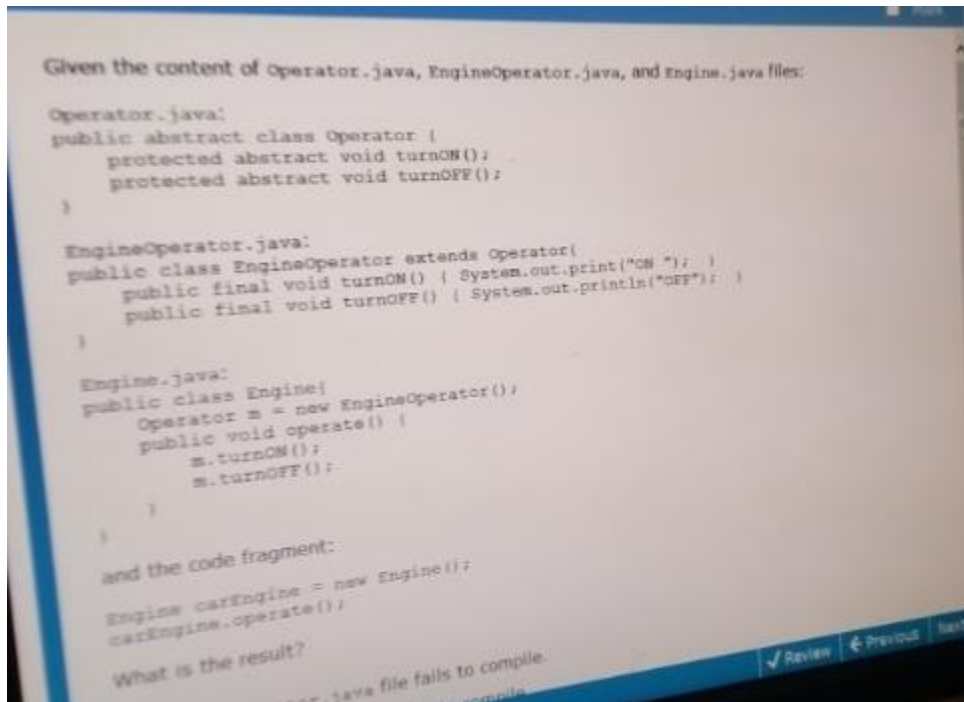 Given the content of Operator.java, EngineOperator.java, and Engine.java files:
Operator.java:
public abstract class Operator {
protected abstract void turnON();
protected abstract void turnOFF();
}
EngineOperator.java:
public class EngineOperator extends Operator{
public final void turnON() { System.out.print("ON "); }
public final void turnOFF() { System.out.println("OFF"); }
}
Engine.java:
public class Engine{
Operator m = new EngineOperator();
public void operate() {
m.turnON();
m.turnOFF();
}
}
and the code fragment:
Engine carEngine = new Engine();
carEngine.operate();
What is the result?
.java file fails to compile.
compile.
Review Previous Next